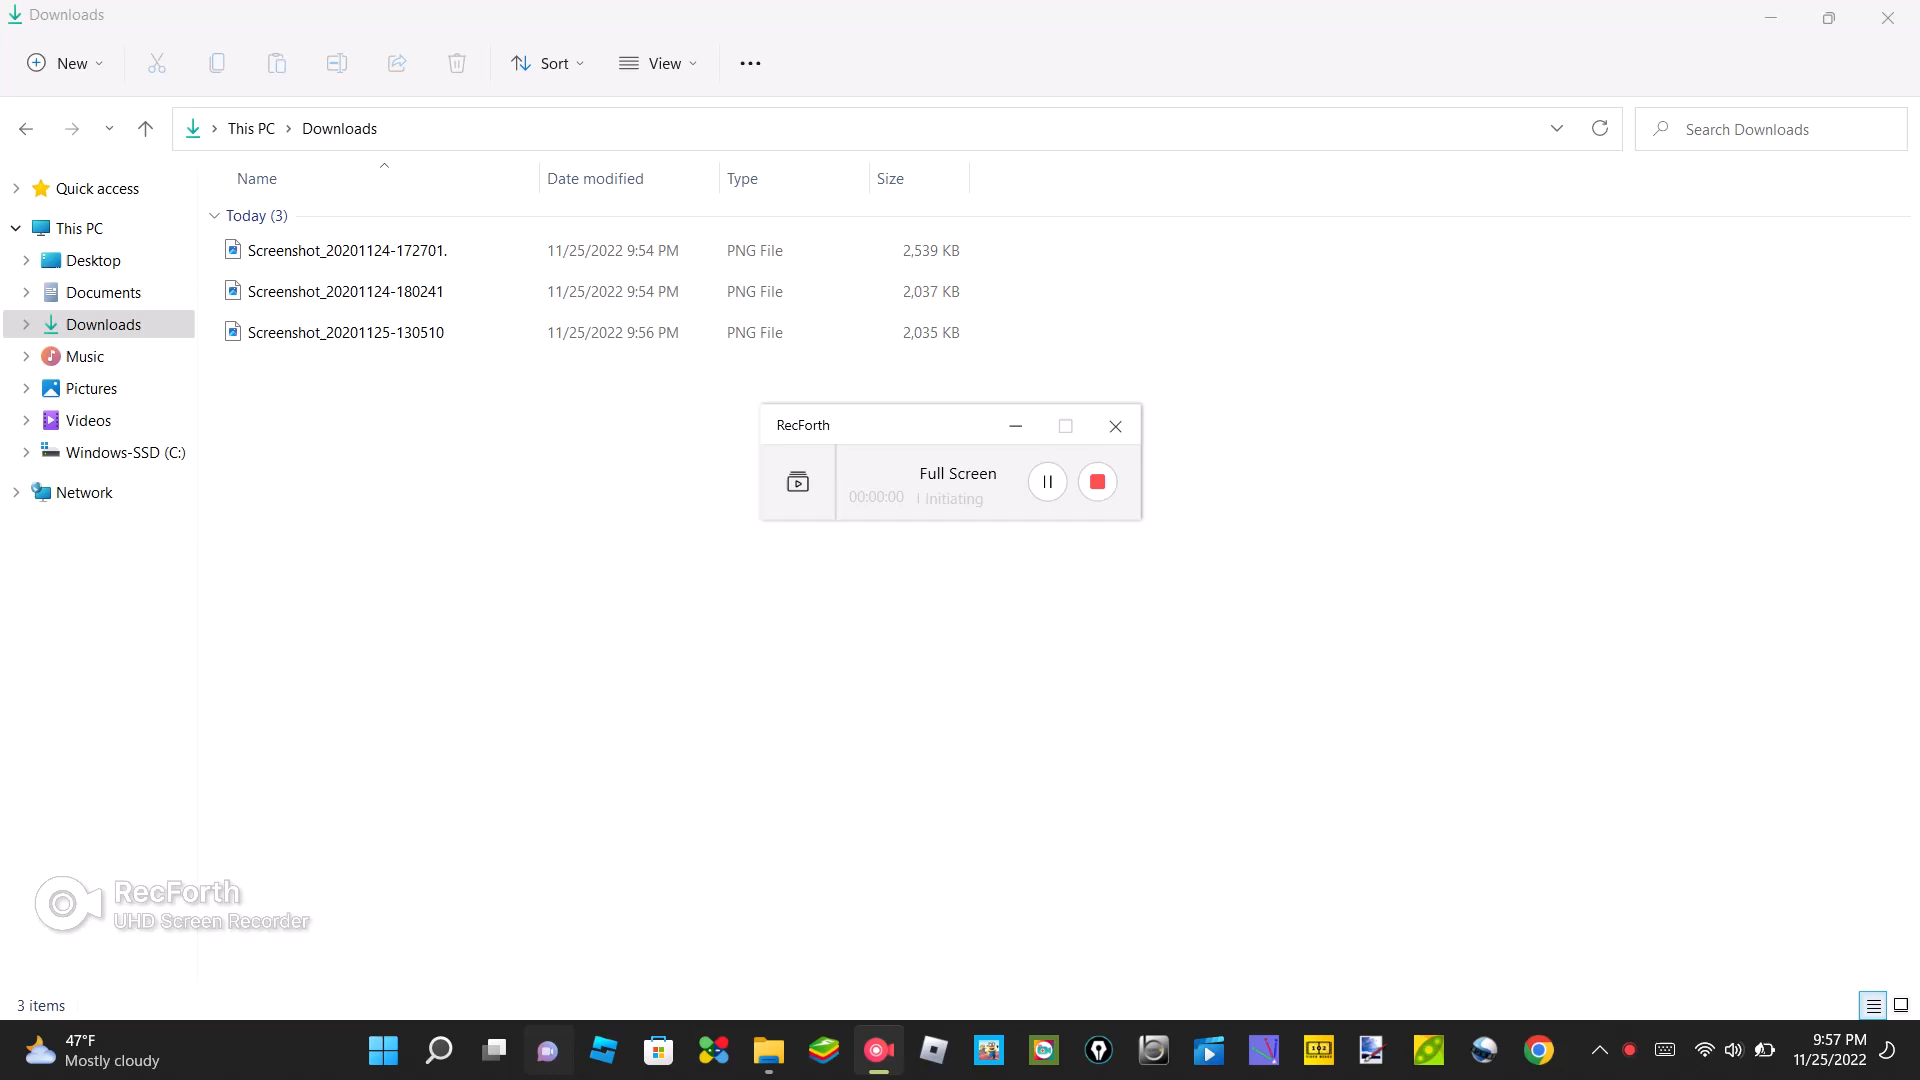 Downloads
New
Sort
View
This PC
Downloads
Search Downloads
Name
Date modified
Type
Size
Quick access
This PC
Desktop
Documents
Downloads
Music
Pictures
Videos
Windows-SSD (C:)
Network
Today (3)
Screenshot_20201124-172701. 11/25/2022 9:54 PM PNG File 2,539 KB
Screenshot_20201124-180241 11/25/2022 9:54 PM PNG File 2,037 KB
Screenshot_20201125-130510 11/25/2022 9:56 PM PNG File 2,035 KB
RecForth
Full Screen
00:00:00 | Initiating
RecForth
UHD Screen Recorder
3 items
47°F
Mostly cloudy
9:57 PM
11/25/2022